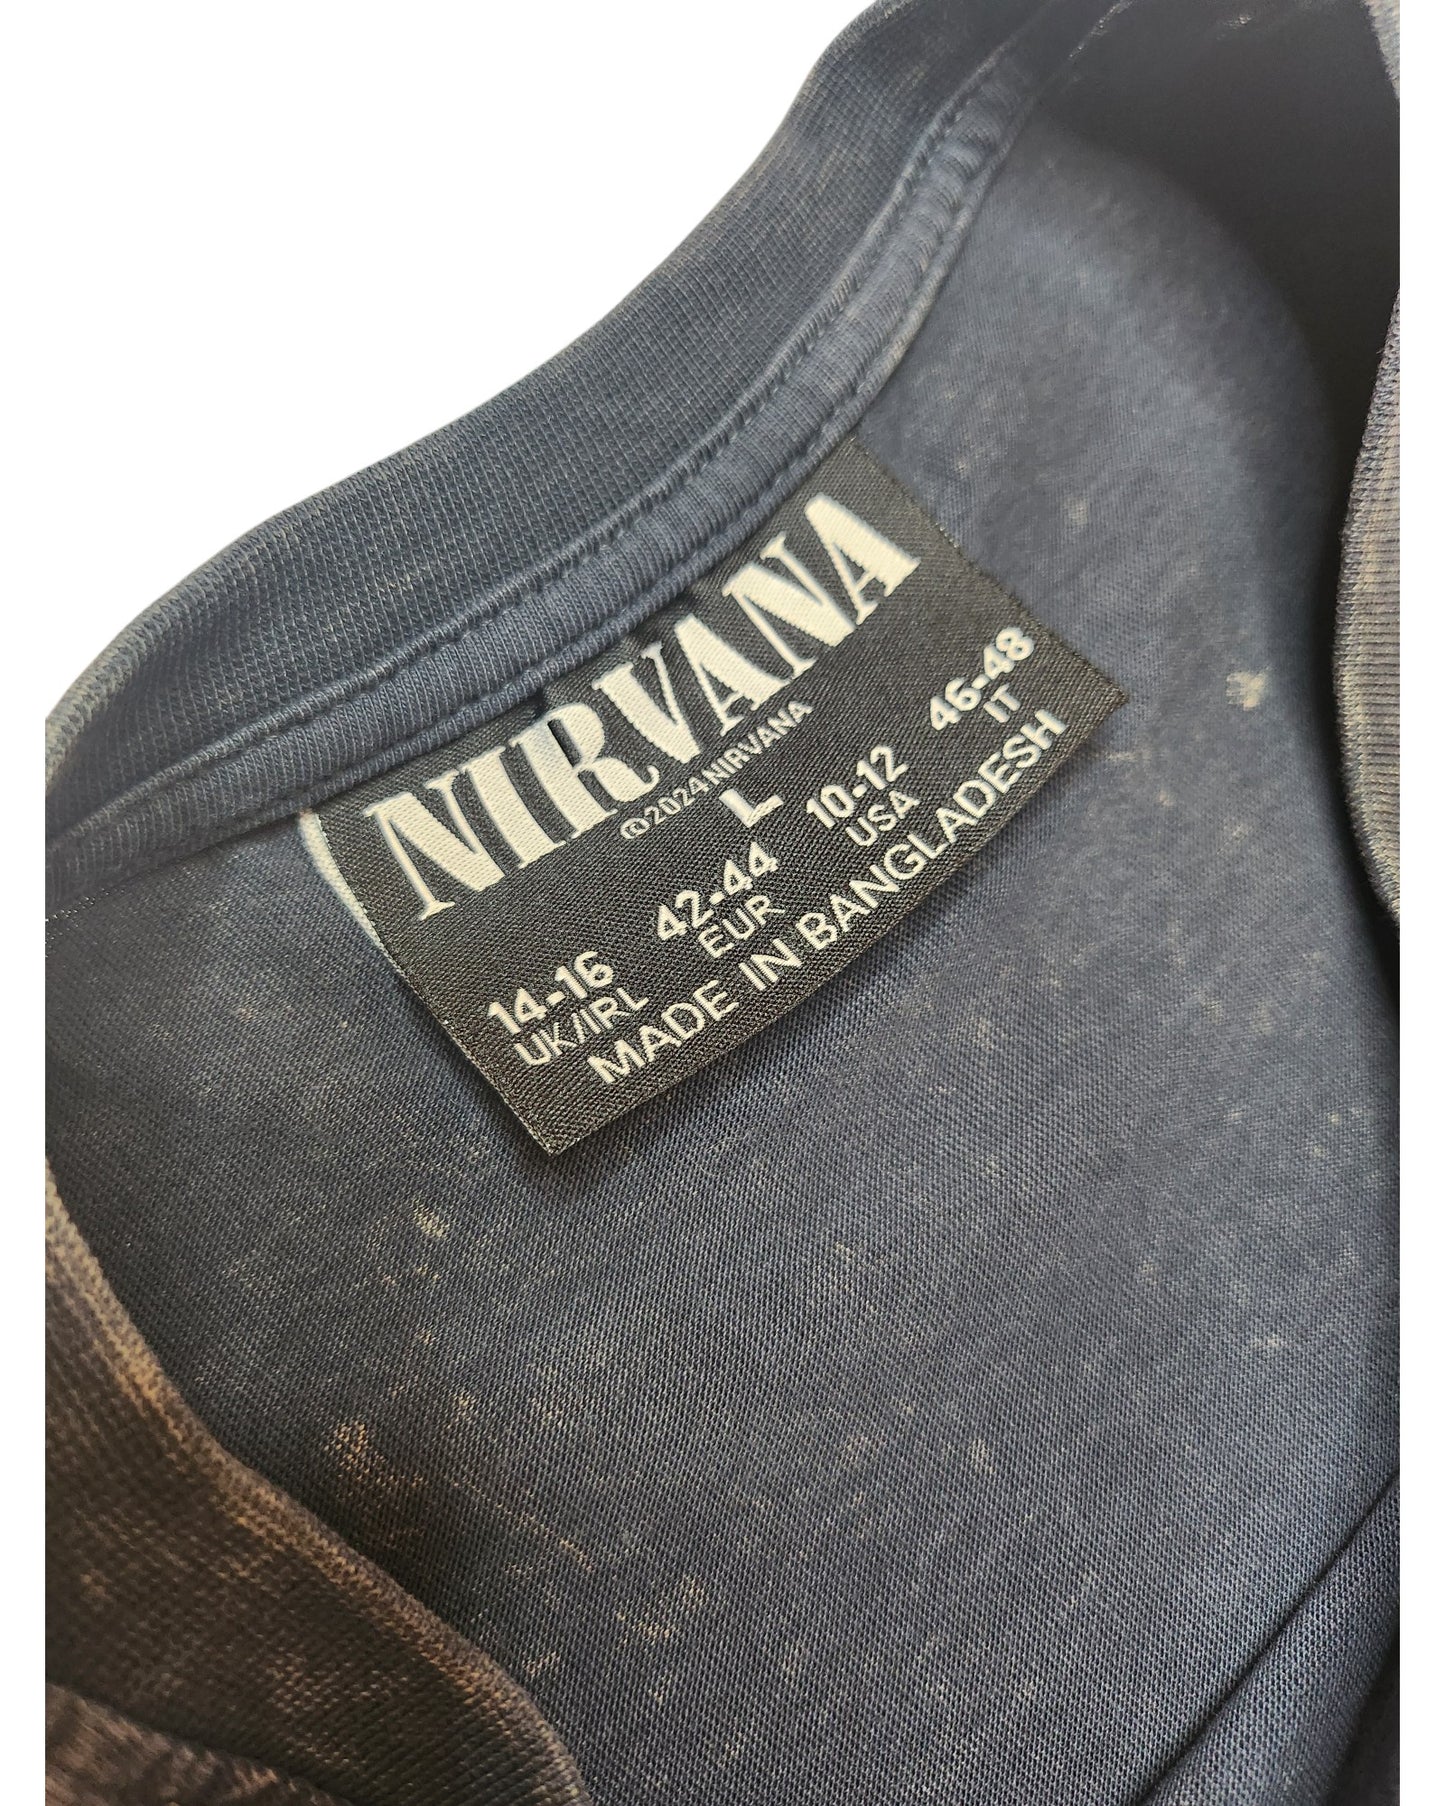 NIRVANA
©2024 NIRVANA
L
14-16 42-44 10-12 46-48
UK/IRL EUR USA IT
MADE IN BANGLADESH